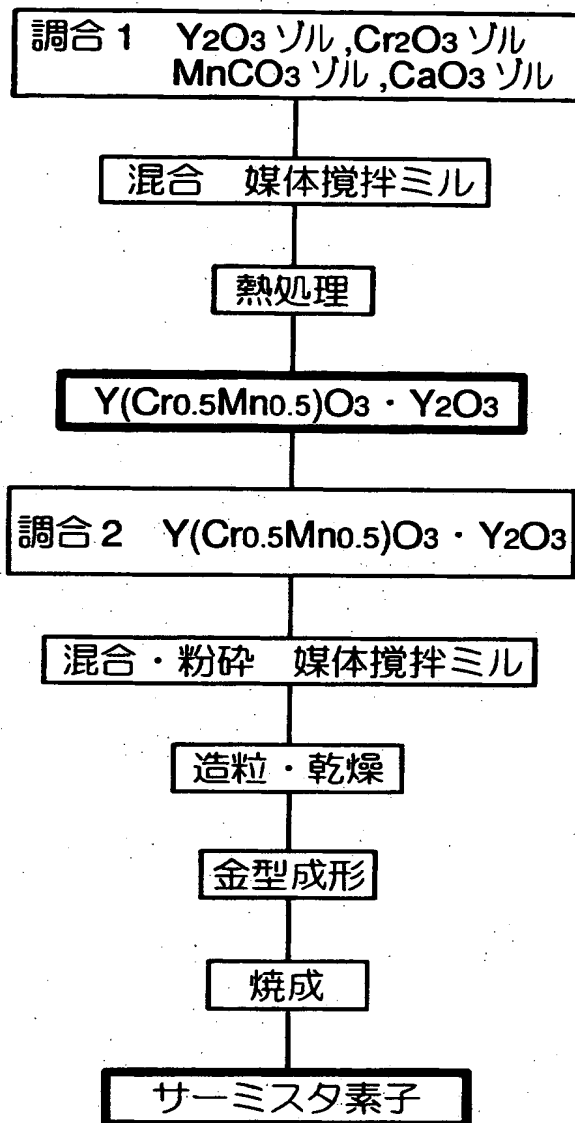 調合1 Y2O3 ゾル ,Cr2O3 ゾル
MnCO3 ゾル ,CaO3 ゾル
混合 媒体撹拌ミル
熱処理
Y(Cr0.5Mn0.5)O3・Y2O3
調合2 Y(Cr0.5Mn0.5)O3・Y2O3
混合・粉砕 媒体撹拌ミル
造粒・乾燥
金型成形
焼成
サーミスタ素子